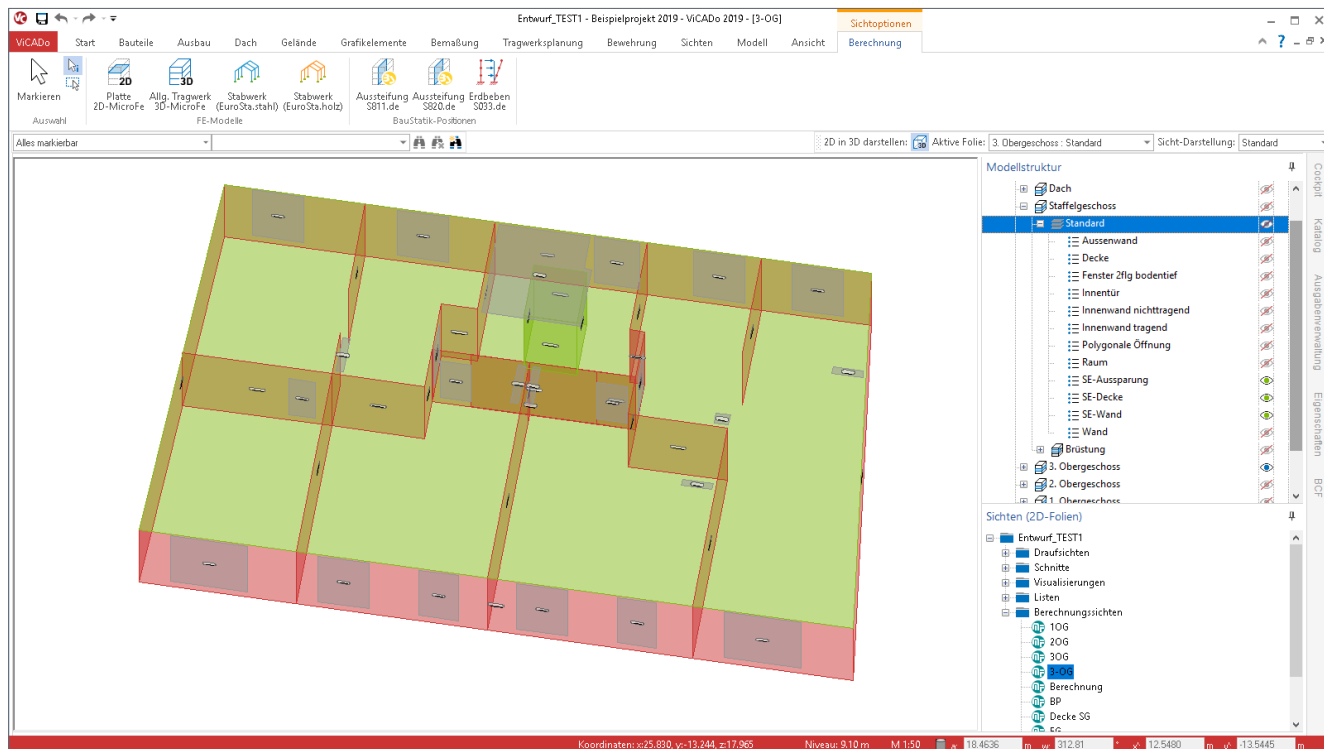 Entwurf_TEST1 - Beispielprojekt 2019 - ViCADo 2019 - [3-OG]
Sichtoptionen
ViCADo Start Bauteile Ausbau Dach Gelände Grafikelemente Bemaßung Tragwerksplanung Bewehrung Sichten Modell Ansicht Berechnung
Markieren
Platte 2D-MicroFe
Allg. Tragwerk 3D-MicroFe
Stabwerk (EuroSta.stahl)
Stabwerk (EuroSta.holz)
Aussteifung S811.de
Aussteifung S820.de
Erdbeben S033.de
Auswahl FE-Modelle BauStatik-Positionen
Alles markierbar
2D in 3D darstellen: Aktive Folie: 3. Obergeschoss : Standard Sicht-Darstellung: Standard
Modellstruktur
Dach
Staffelgeschoss
Standard
Aussenwand
Decke
Fenster 2flg bodentief
Innentür
Innenwand nichttragend
Innenwand tragend
Polygonale Öffnung
Raum
SE-Aussparung
SE-Decke
SE-Wand
Wand
Brüstung
3. Obergeschoss
2. Obergeschoss
1. Obergeschoss
Cockpit
Katalog
Ausgabenverwaltung
Eigenschaften
BCF
Sichten (2D-Folien)
Entwurf_TEST1
Draufsichten
Schnitte
Visualisierungen
Listen
Berechnungssichten
1OG
2OG
3OG
3-OG
Berechnung
BP
Decke SG
EG
Koordinaten: x:25.830, y:-13.244, z:17.965 Niveau: 9.10 m M 1:50 18.4636 m 312.81 ° 12.5480 m -13.5445 m